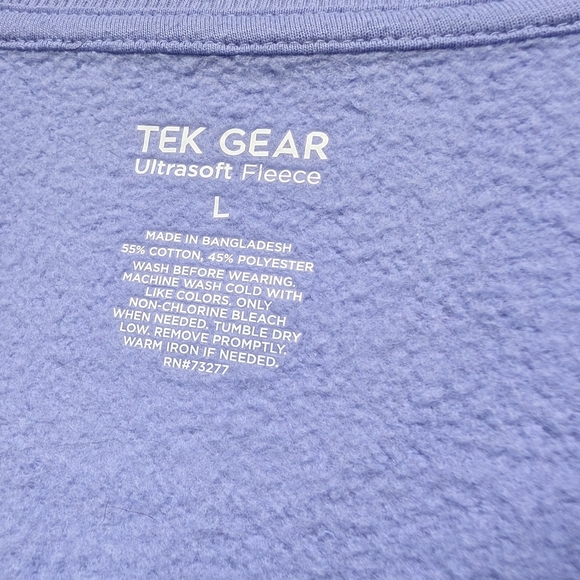 TEK GEAR
Ultrasoft Fleece
L
MADE IN BANGLADESH
55% COTTON, 45% POLYESTER
WASH BEFORE WEARING.
MACHINE WASH COLD WITH
LIKE COLORS. ONLY
NON-CHLORINE BLEACH
WHEN NEEDED. TUMBLE DRY
LOW. REMOVE PROMPTLY.
WARM IRON IF NEEDED.
RN#73277